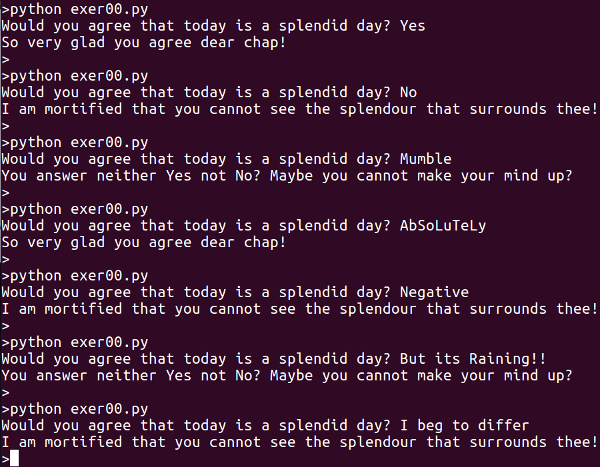 >python exer00.py
Would you agree that today is a splendid day? Yes
So very glad you agree dear chap!
>
>python exer00.py
Would you agree that today is a splendid day? No
I am mortified that you cannot see the splendour that surrounds thee!
>
>python exer00.py
Would you agree that today is a splendid day? Mumble
You answer neither Yes not No? Maybe you cannot make your mind up?
>
>python exer00.py
Would you agree that today is a splendid day? AbSoLuTeLy
So very glad you agree dear chap!
>
>python exer00.py
Would you agree that today is a splendid day? Negative
I am mortified that you cannot see the splendour that surrounds thee!
>
>python exer00.py
Would you agree that today is a splendid day? But its Raining!!
You answer neither Yes not No? Maybe you cannot make your mind up?
>
>python exer00.py
Would you agree that today is a splendid day? I beg to differ
I am mortified that you cannot see the splendour that surrounds thee!
>